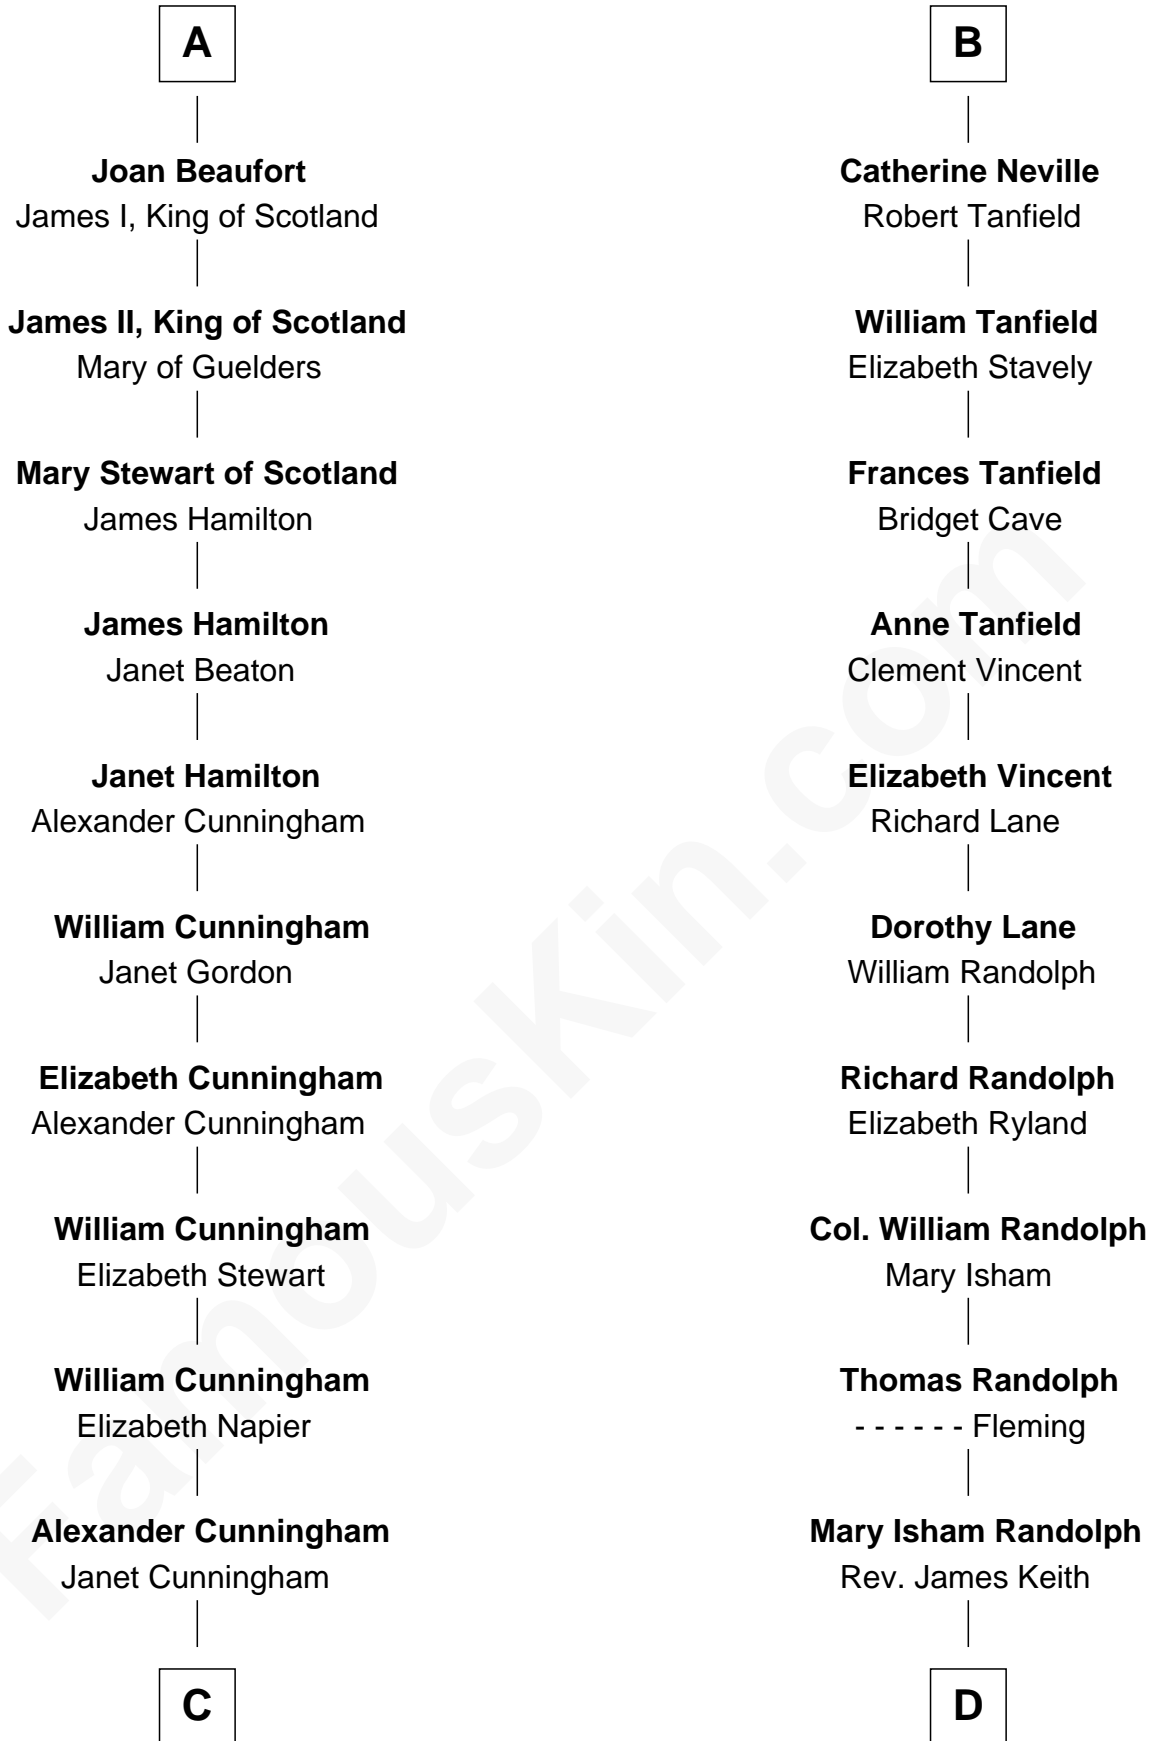 A
Joan Beaufort
James I, King of Scotland
James II, King of Scotland
Mary of Guelders
Mary Stewart of Scotland
James Hamilton
James Hamilton
Janet Beaton
Janet Hamilton
Alexander Cunningham
William Cunningham
Janet Gordon
Elizabeth Cunningham
Alexander Cunningham
William Cunningham
Elizabeth Stewart
William Cunningham
Elizabeth Napier
Alexander Cunningham
Janet Cunningham
C
B
Catherine Neville
Robert Tanfield
William Tanfield
Elizabeth Stavely
Frances Tanfield
Bridget Cave
Anne Tanfield
Clement Vincent
Elizabeth Vincent
Richard Lane
Dorothy Lane
William Randolph
Richard Randolph
Elizabeth Ryland
Col. William Randolph
Mary Isham
Thomas Randolph
- - - - - - Fleming
Mary Isham Randolph
Rev. James Keith
D
FamousKin.com